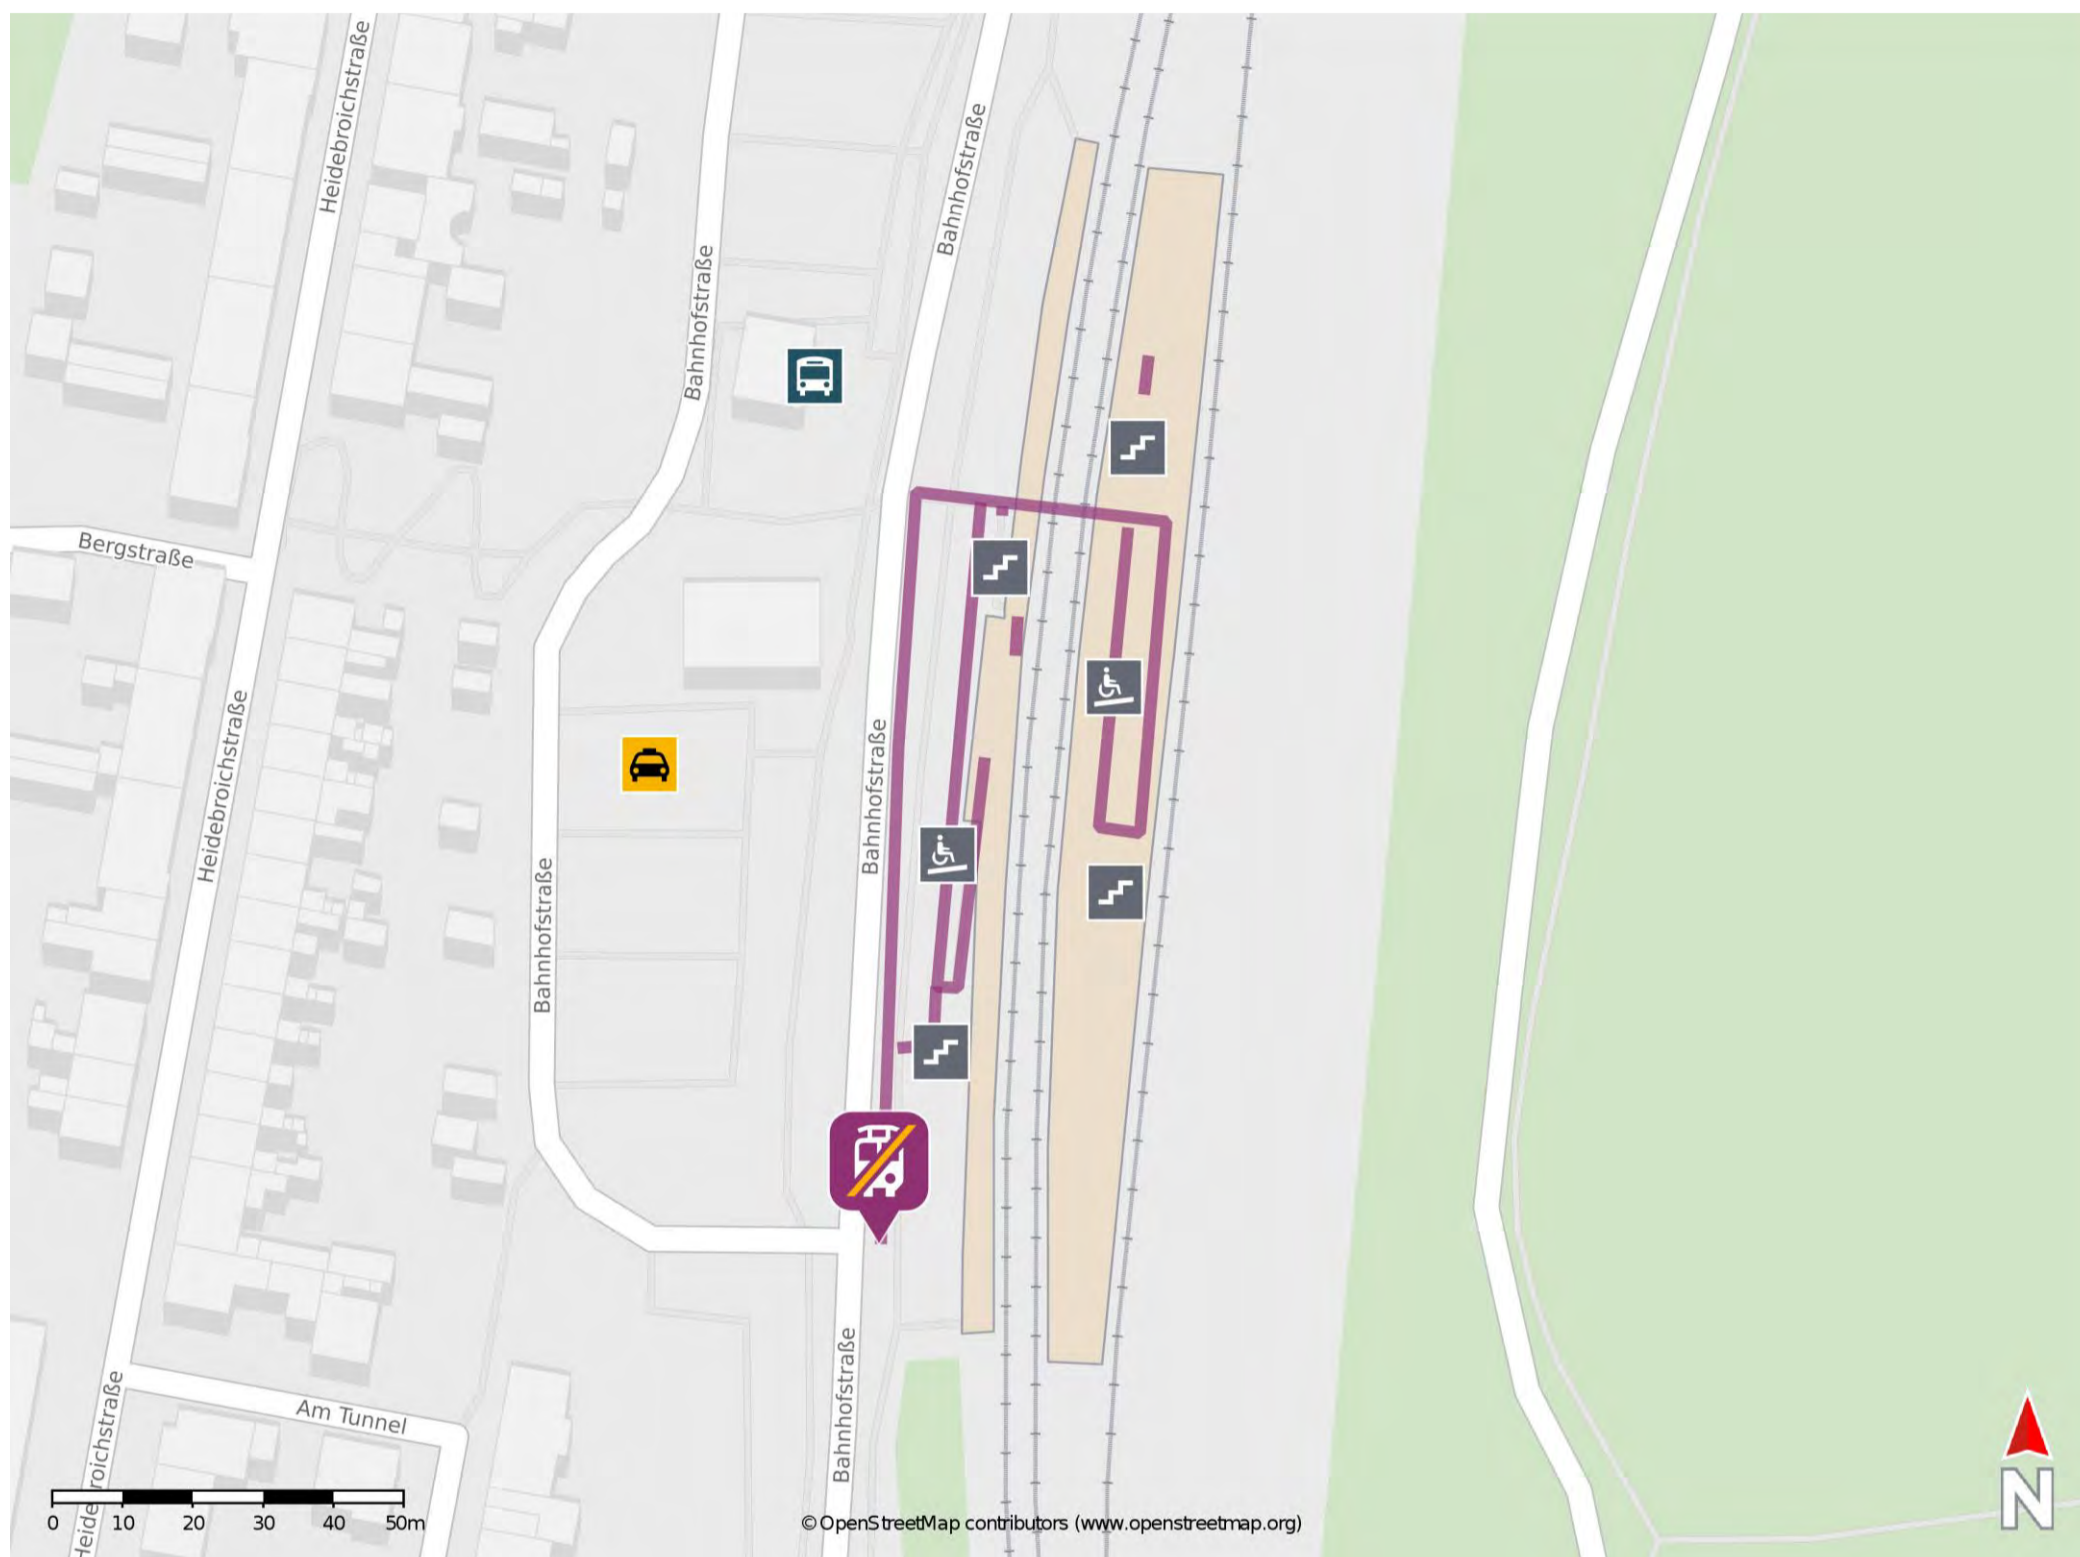 Heidebroichstraße
Bahnhofstraße
Bahnhofstraße
Bergstraße
Heidebroichstraße
Bahnhofstraße
Bahnhofstraße
Bahnhofstraße
Am Tunnel
Heidebroichstraße
0 10 20 30 40 50m
© OpenStreetMap contributors (www.openstreetmap.org)
N